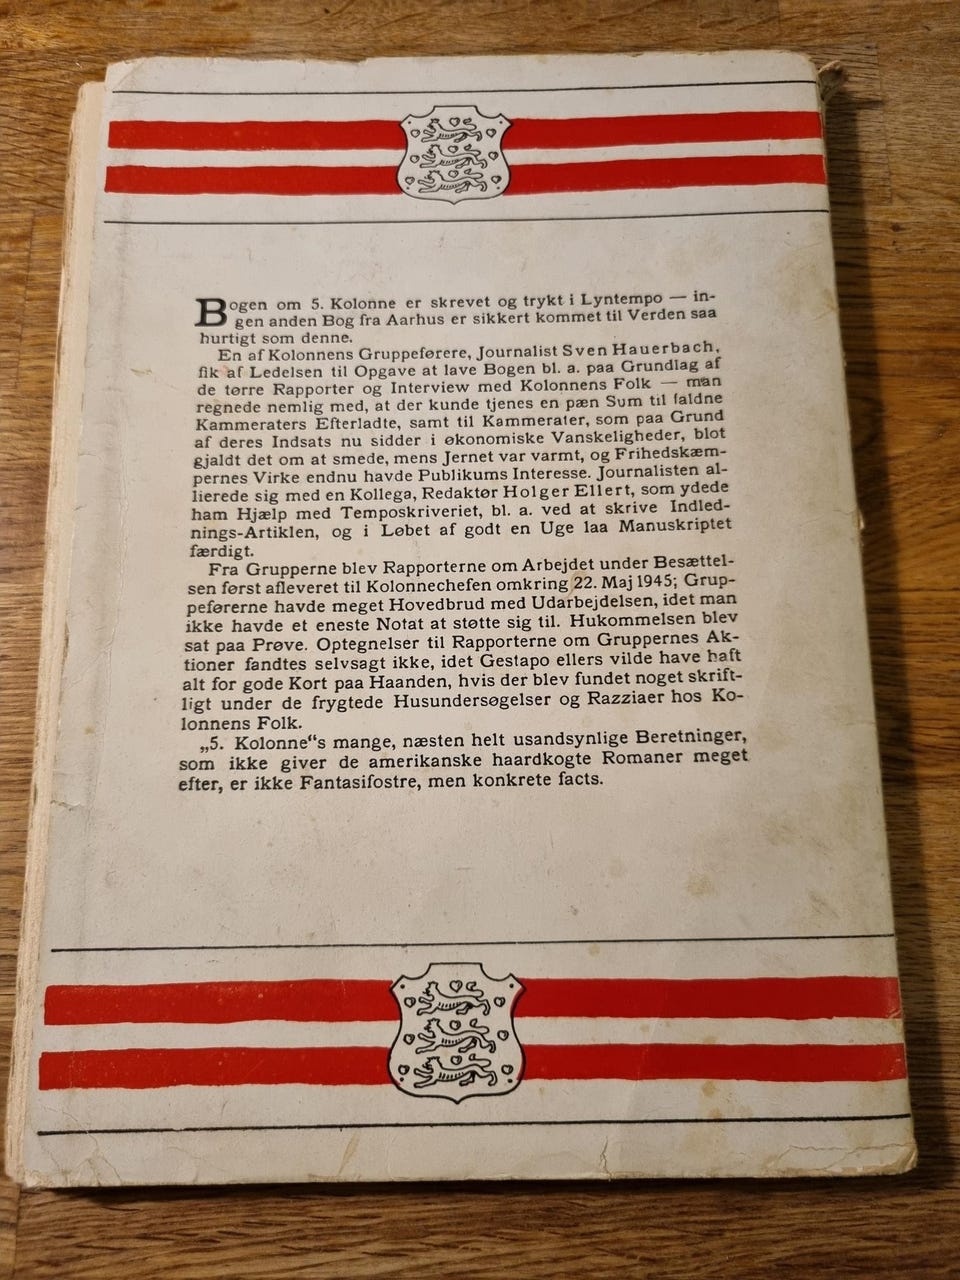 Bogen om 5. Kolonne er skrevet og trykt i Lyntempo — in-
gen anden Bog fra Aarhus er sikkert kommet til Verden saa
hurtigt som denne.
En af Kolonnens Gruppeførere, Journalist Sven Hauerbach,
fik af Ledelsen til Opgave at lave Bogen bl. a. paa Grundlag af
de tørre Rapporter og Interview med Kolonnens Folk — man
regnede nemlig med, at der kunde tjenes en pæn Sum til faldne
Kammeraters Efterladte, samt til Kammerater, som paa Grund
af deres Indsats nu sidder i økonomiske Vanskeligheder, blot
gjaldt det om at smede, mens Jernet var varmt, og Frihedskæm-
pernes Virke endnu havde Publikums Interesse. Journalisten al-
lierede sig med en Kollega, Redaktør Holger Ellert, som ydede
ham Hjælp med Temposkriveriet, bl. a. ved at skrive Indled-
nings-Artiklen, og i Løbet af godt en Uge laa Manuskriptet
færdigt.
Fra Grupperne blev Rapporterne om Arbejdet under Besættel-
sen først afleveret til Kolonnechefen omkring 22. Maj 1945; Grup-
peførerne havde meget Hovedbrud med Udarbejdelsen, idet man
ikke havde et eneste Notat at støtte sig til. Hukommelsen blev
sat paa Prøve. Optegnelser til Rapporterne om Gruppernes Ak-
tioner fandtes selvsagt ikke, idet Gestapo ellers vilde have haft
alt for gode Kort paa Haanden, hvis der blev fundet noget skrift-
ligt under de frygtede Husundersøgelser og Razziaer hos Ko-
lonnens Folk.
„5. Kolonne“s mange, næsten helt usandsynlige Beretninger,
som ikke giver de amerikanske haardkogte Romaner meget
efter, er ikke Fantasifostre, men konkrete facts.